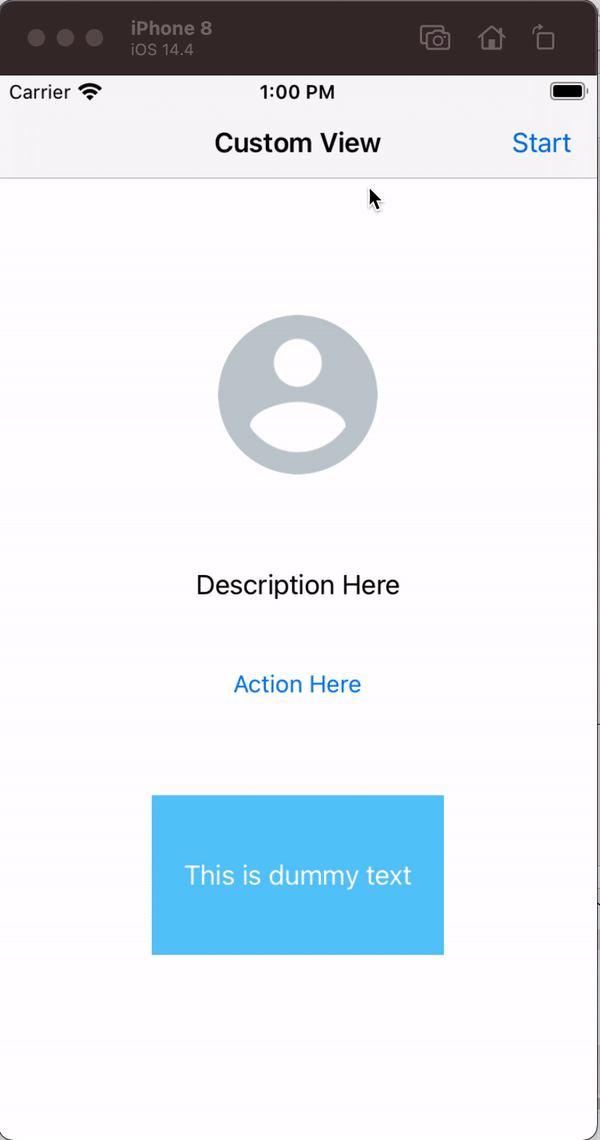 iPhone 8
iOS 14.4
Carrier 1:00 PM
Custom View Start
Description Here
Action Here
This is dummy text